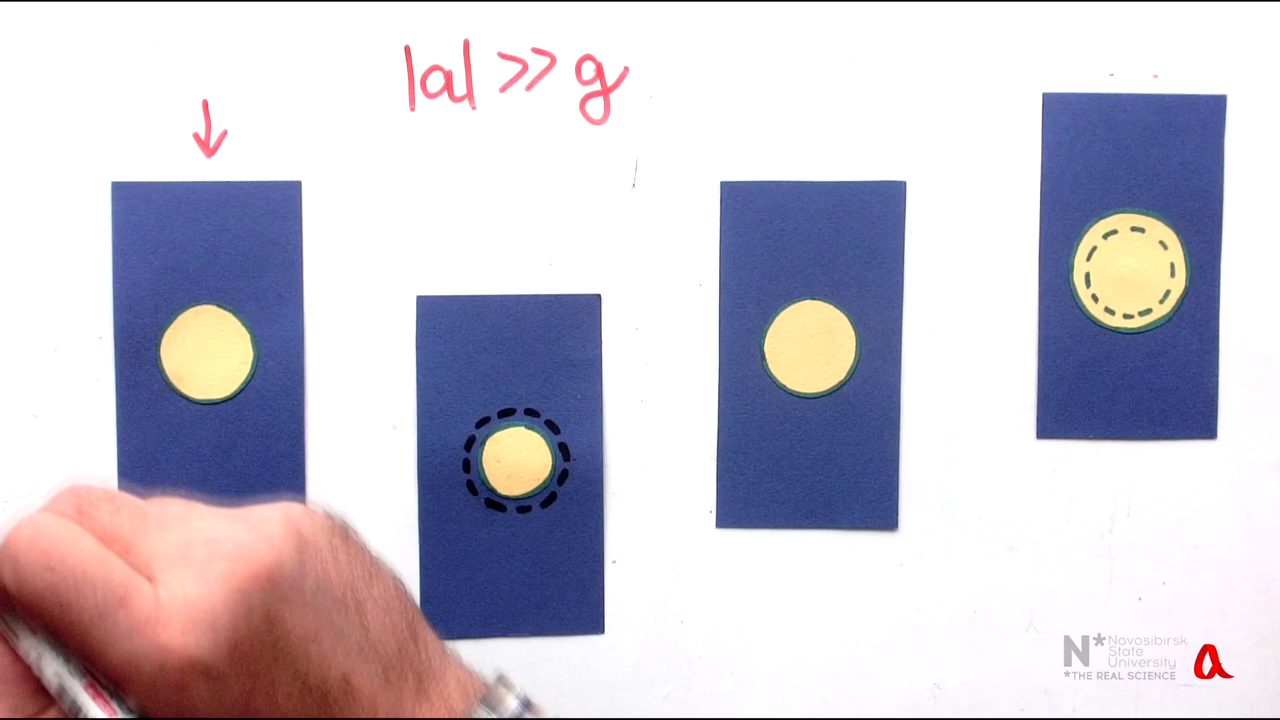 |a| >> g
N* Novosibirsk
State
University
*THE REAL SCIENCE
a